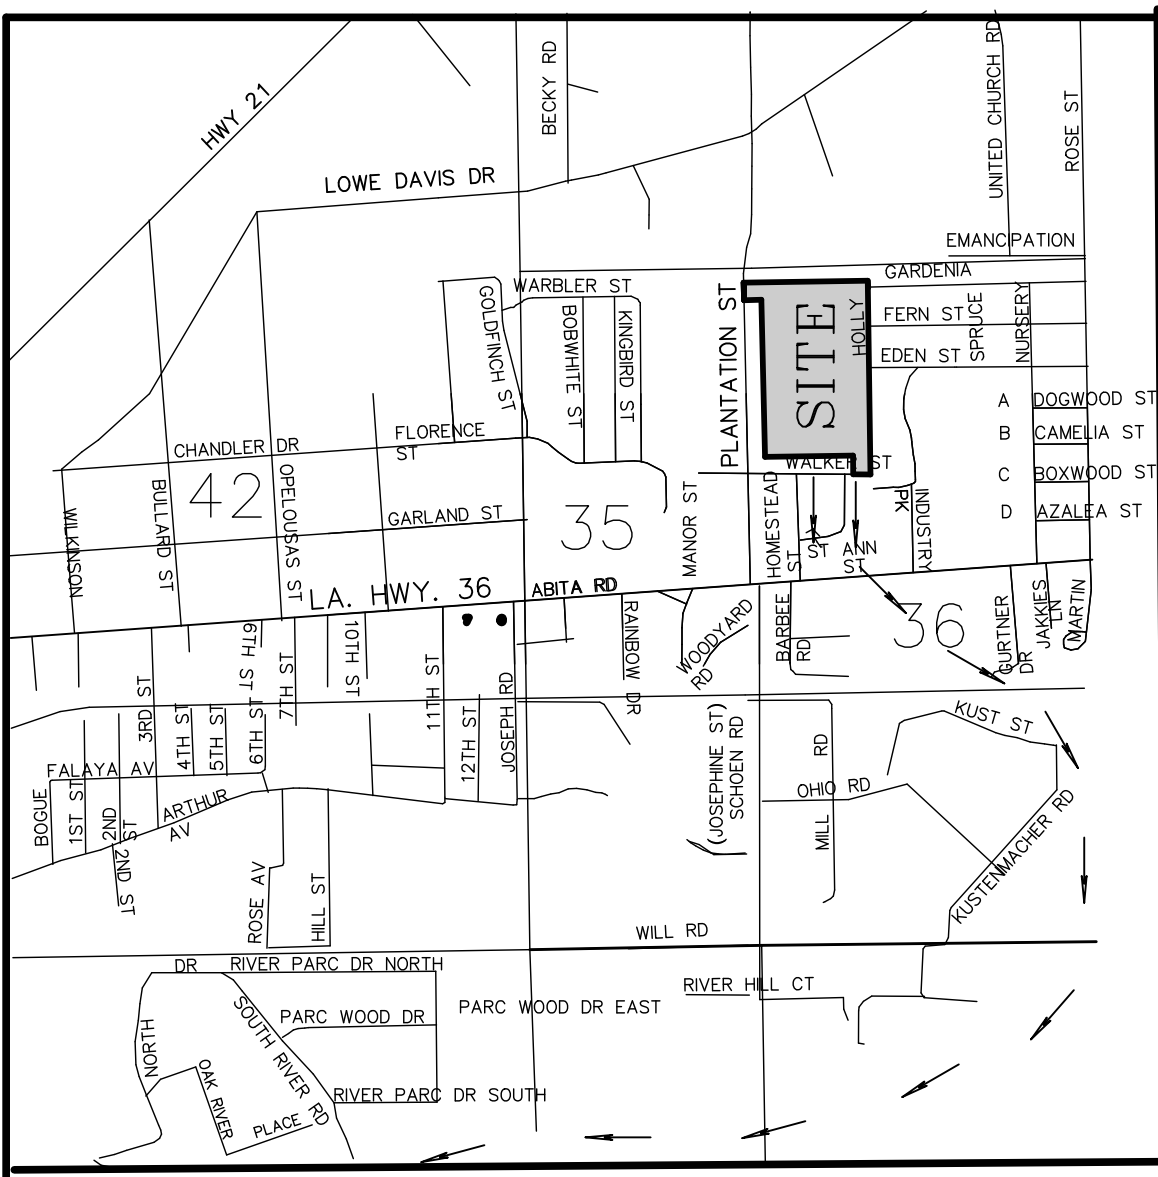 HWY 21
BECKY RD
UNITED CHURCH RD
ROSE ST
LOWE DAVIS DR
EMANCIPATION
GARDENIA
WARBLER ST
GOLDFINCH ST
BOBWHITE ST
KINGBIRD ST
PLANTATION ST
SITE
HOLLY
FERN ST
SPRUCE
NURSERY
EDEN ST
A DOGWOOD ST
B CAMELIA ST
C BOXWOOD ST
D AZALEA ST
CHANDLER DR
FLORENCE
ST
WALKER ST
42
35
WILKINSON
BULLARD ST
OPELOUSAS ST
GARLAND ST
MANOR ST
HOMESTEAD
ST
ST
ANN
ST
INDUSTRY
PK
LA. HWY. 36
ABITA RD
36
RAINBOW DR
WOODYARD
RD
BARBEE
RD
GURTNER
DR
JAKKIES
LN
MARTIN
3RD ST
4TH ST
5TH ST
6TH ST
6TH ST
7TH ST
10TH ST
11TH ST
12TH ST
JOSEPH RD
(JOSEPHINE ST)
SCHOEN RD
KUST ST
FALAYA AV
BOGUE
1ST ST
2ND
ST
2ND ST
ARTHUR
AV
MILL RD
OHIO RD
KUSTENMACHER RD
ROSE AV
HILL ST
WILL RD
DR
RIVER PARC DR NORTH
RIVER HILL CT
PARC WOOD DR
PARC WOOD DR EAST
NORTH
SOUTH RIVER RD
OAK RIVER
PLACE
RIVER PARC DR SOUTH